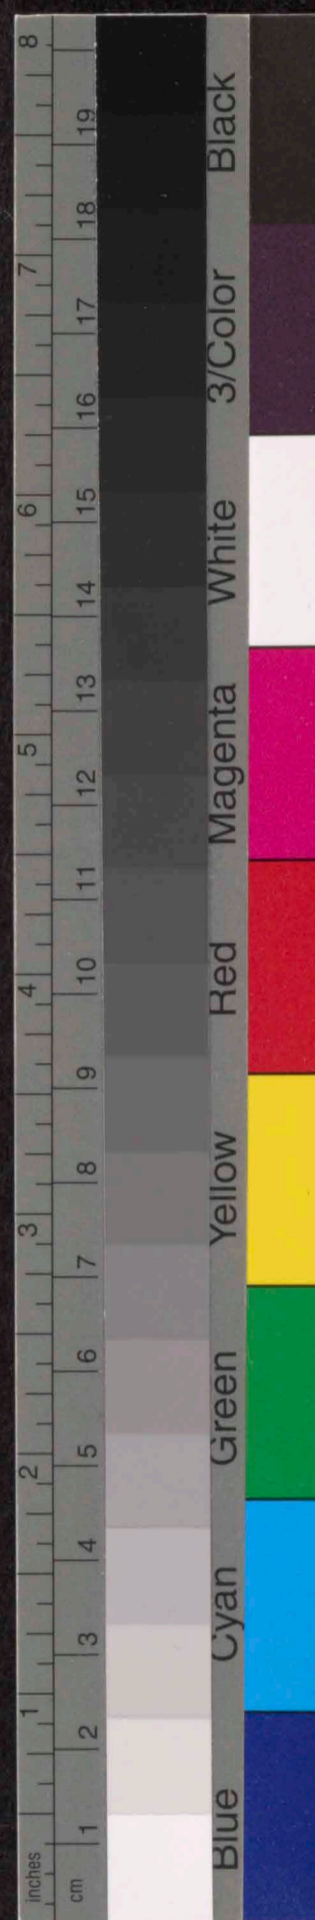 inches 1 2 3 4 5 6 7 8
cm 1 2 3 4 5 6 7 8 9 10 11 12 13 14 15 16 17 18 19
Blue Cyan Green Yellow Red Magenta White 3/Color Black